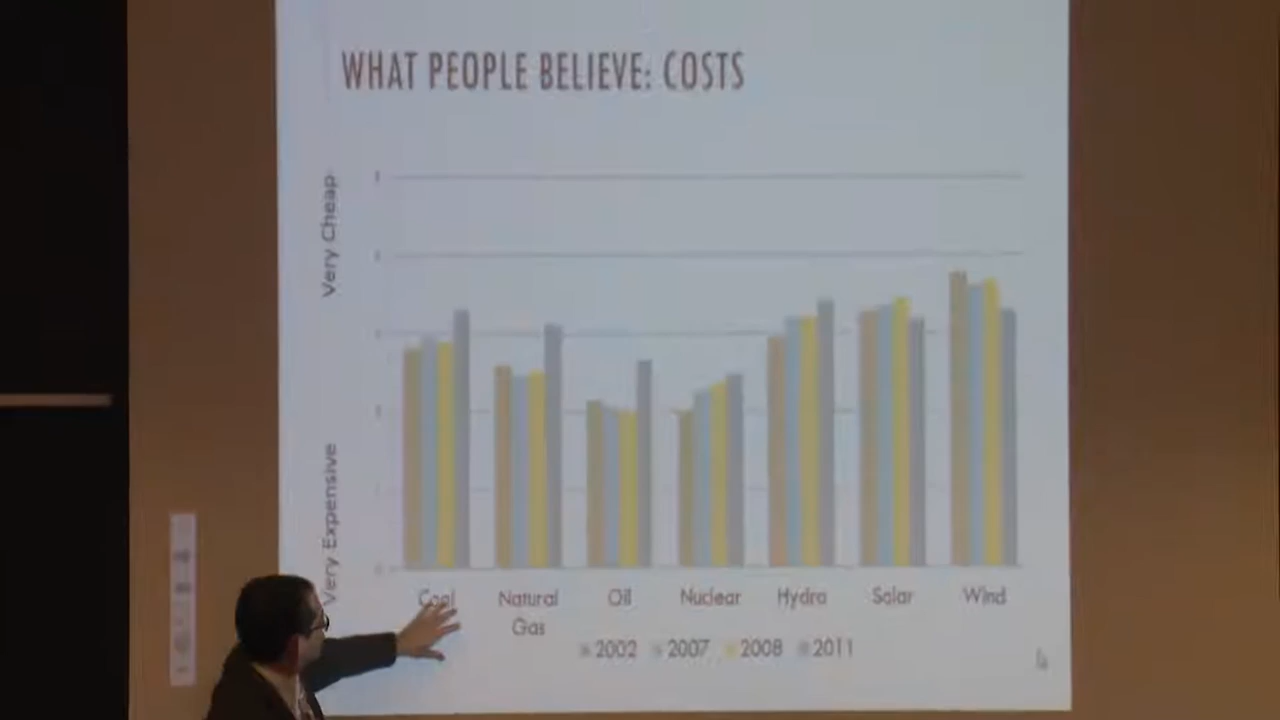 WHAT PEOPLE BELIEVE: COSTS
Very Cheap
Very Expensive
Coal
Natural Gas
Oil
Nuclear
Hydro
Solar
Wind
2002
2007
2008
2011